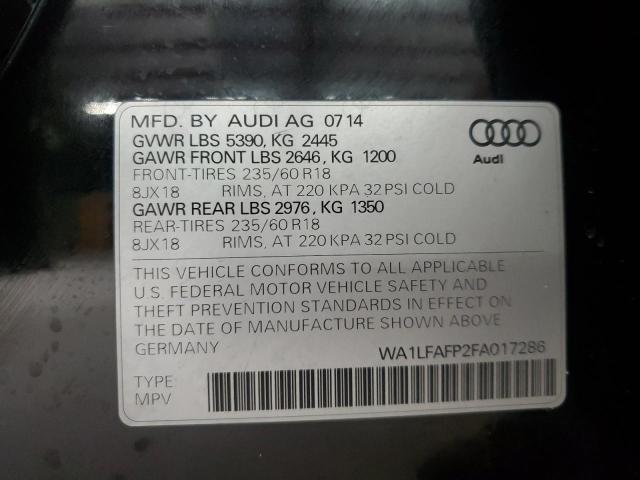 MFD. BY AUDI AG 0714
GVWR LBS 5390, KG 2445
GAWR FRONT LBS 2646, KG 1200
FRONT-TIRES 235/60 R18
8JX18 RIMS, AT 220 KPA 32 PSI COLD
GAWR REAR LBS 2976, KG 1350
REAR-TIRES 235/60 R18
8JX18 RIMS, AT 220 KPA 32 PSI COLD
Audi
THIS VEHICLE CONFORMS TO ALL APPLICABLE
U.S. FEDERAL MOTOR VEHICLE SAFETY AND
THEFT PREVENTION STANDARDS IN EFFECT ON
THE DATE OF MANUFACTURE SHOWN ABOVE
GERMANY WA1LFAFP2FA017286
TYPE
MPV